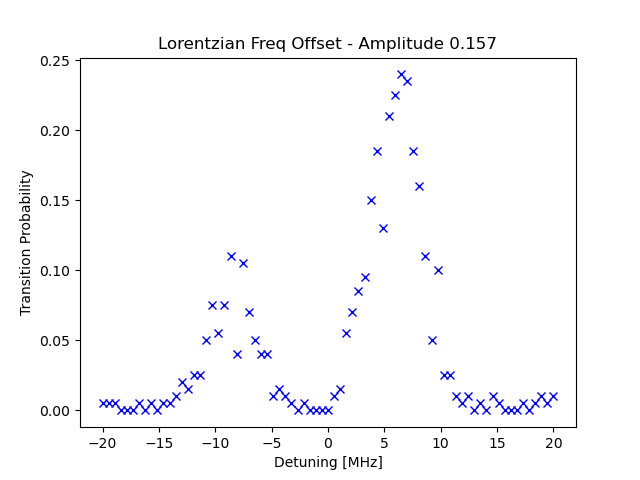 Lorentzian Freq Offset - Amplitude 0.157
0.25
0.20
0.15
0.10
0.05
0.00
Transition Probability
−20 −15 −10 −5 0 5 10 15 20
Detuning [MHz]